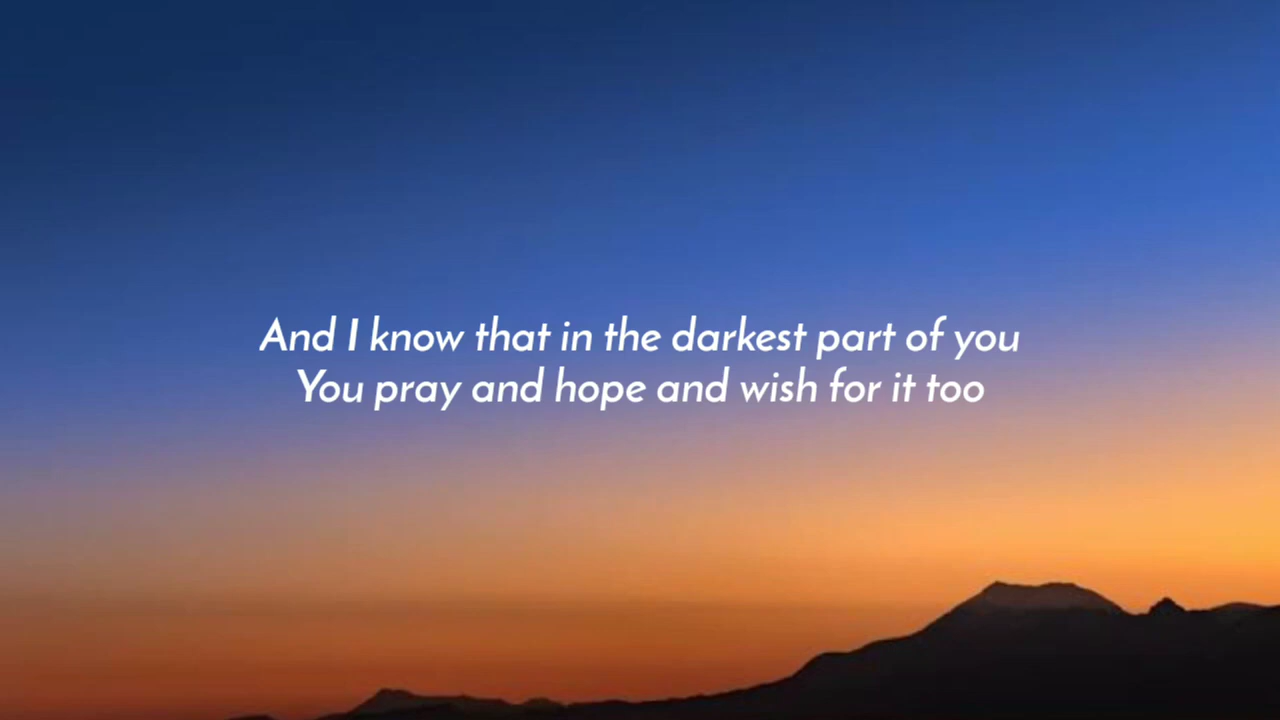 And I know that in the darkest part of you
You pray and hope and wish for it too